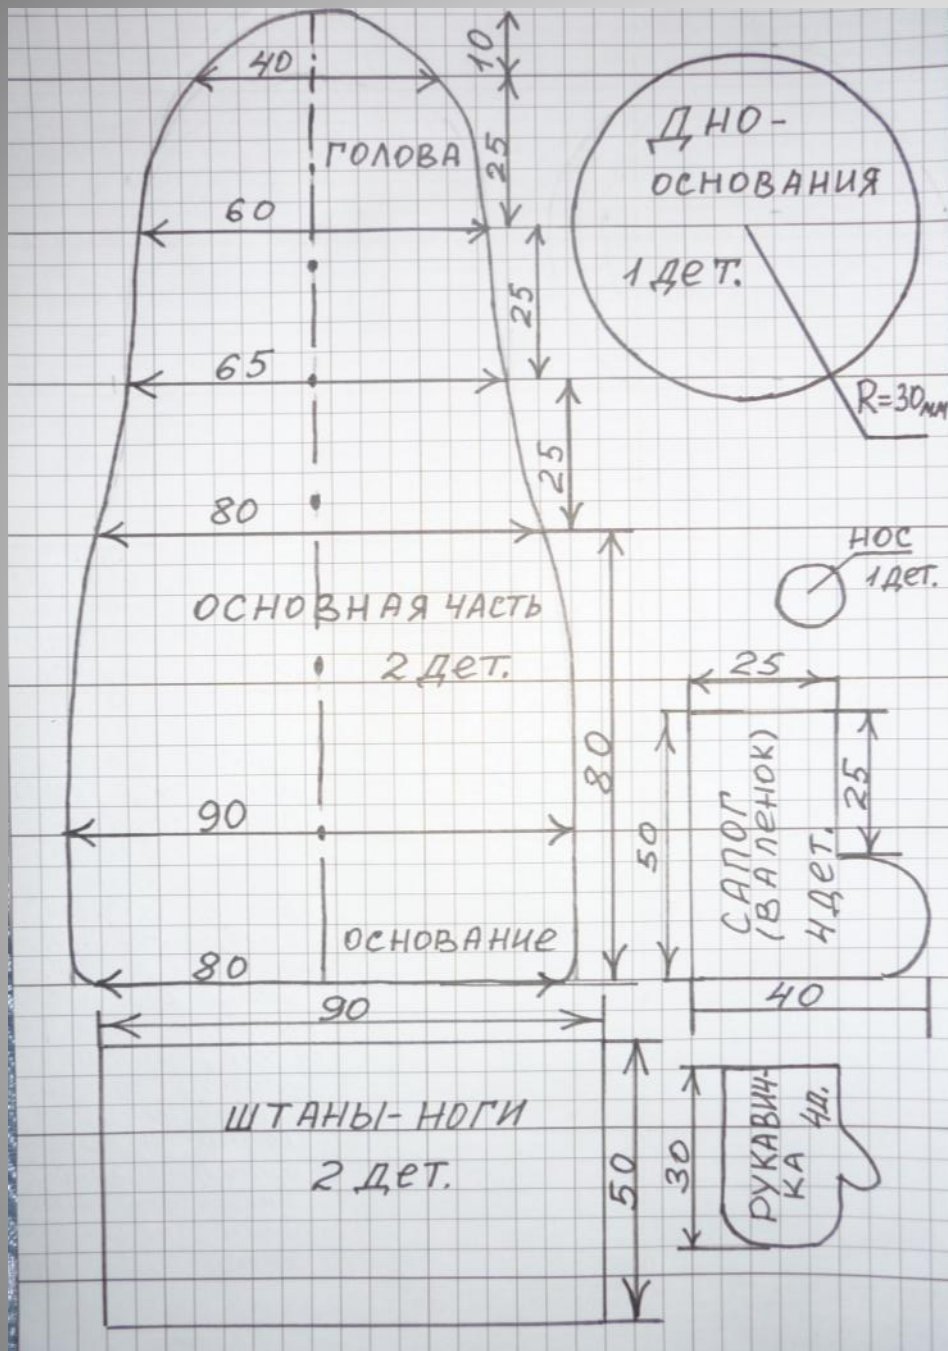 10
40
ГОЛОВА
25
60
25
65
25
80
ОСНОВНАЯ ЧАСТЬ
2 ДЕТ.
80
90
ОСНОВАНИЕ
80
ДНО-
ОСНОВАНИЯ
1 ДЕТ.
R=30мм
НОС
1 ДЕТ.
25
50
САПОГ
(ВАЛЕНОК)
4 ДЕТ.
25
40
90
ШТАНЫ-НОГИ
2 ДЕТ.
50
30
РУКАВИЧ-
КА 4Д.